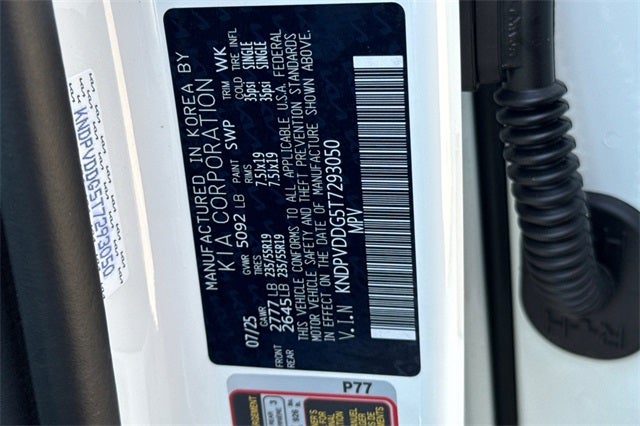 MANUFACTURED IN KOREA BY
KIA CORPORATION
07/25 GVWR 5092 LB PAINT SWP TRIM WK
GAWR TIRES RIMS COLD TIRE INFL
FRONT 2777LB 235/55R19 7.5Jx19 35psi SINGLE
REAR 2645LB 235/55R19 7.5Jx19 35psi SINGLE
THIS VEHICLE CONFORMS TO ALL APPLICABLE U.S.A. FEDERAL
MOTOR VEHICLE SAFETY AND THEFT PREVENTION STANDARDS
IN EFFECT ON THE DATE OF MANUFACTURE SHOWN ABOVE.
V.I.N KNDPVDDG5T7293050
MPV
KNDPVDDG5T7293050
P77